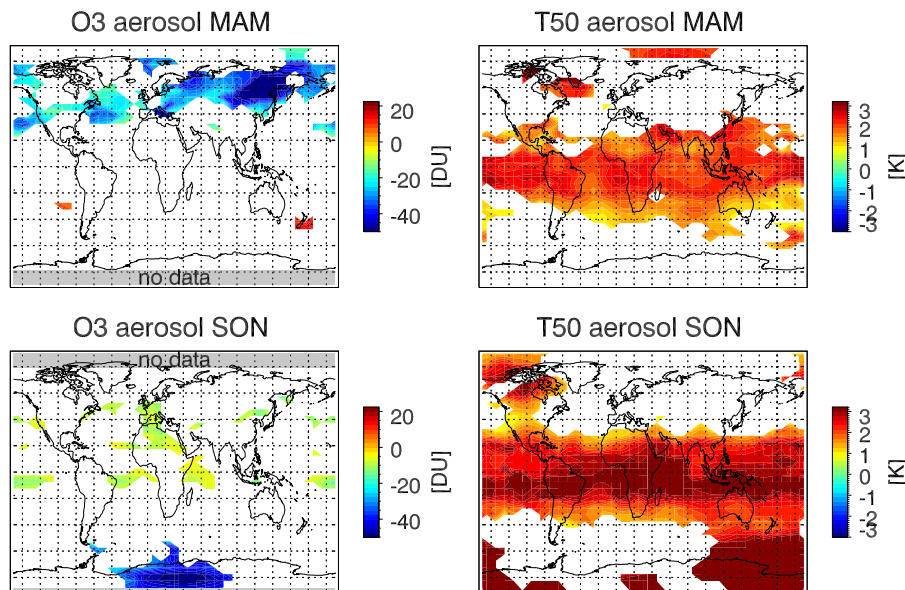 O3 aerosol MAM
T50 aerosol MAM
20
0
-20
-40
[DU]
no data
3
2
1
0
-1
-2
-3
[K]
O3 aerosol SON
T50 aerosol SON
no data
20
0
-20
-40
[DU]
3
2
1
0
-1
-2
-3
[K]